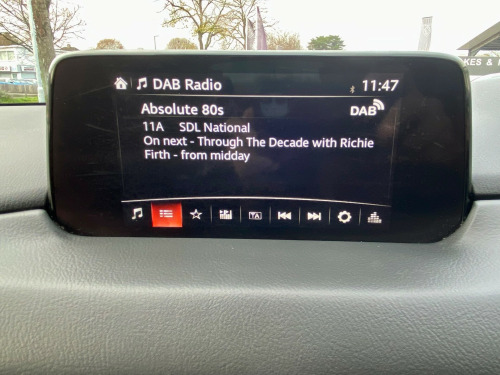 DAB Radio 11:47
Absolute 80s DAB
11A SDL National
On next - Through The Decade with Richie
Firth - from midday
TA